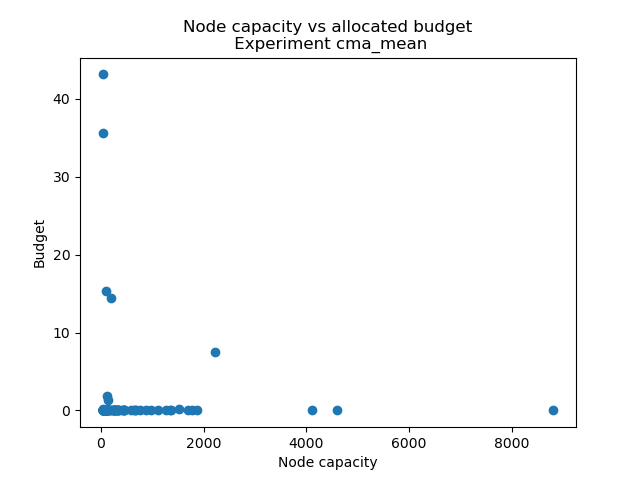 Node capacity vs allocated budget
Experiment cma_mean
40
30
20
10
0
Budget
0 2000 4000 6000 8000
Node capacity